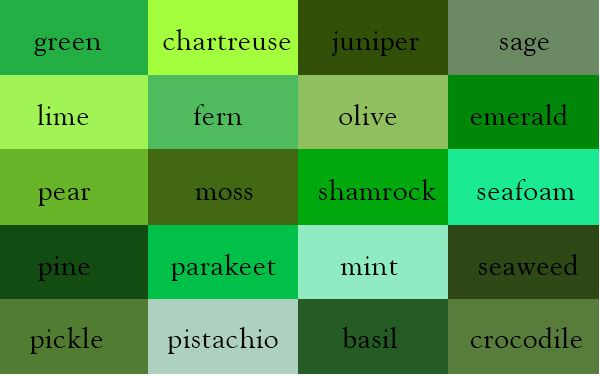 green chartreuse juniper sage
lime fern olive emerald
pear moss shamrock seafoam
pine parakeet mint seaweed
pickle pistachio basil crocodile